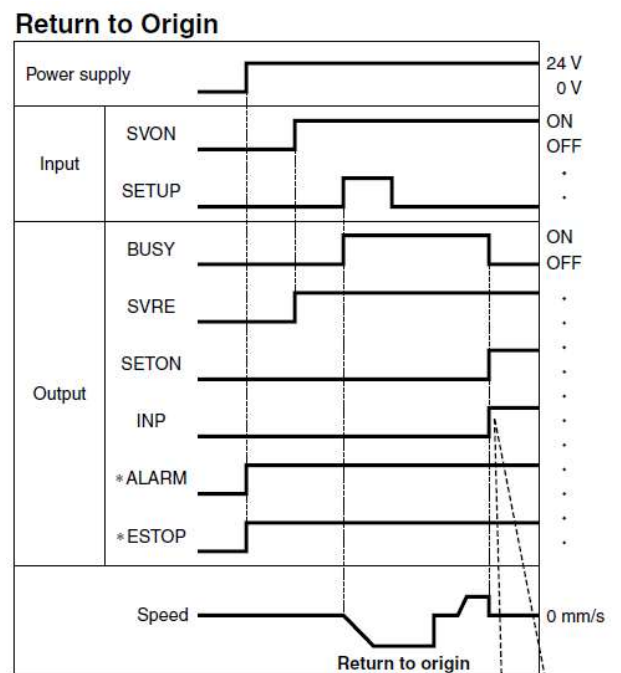 Return to Origin
Power supply
24 V
0 V
Input
SVON
ON
OFF
SETUP
Output
BUSY
ON
OFF
SVRE
SETON
INP
*ALARM
*ESTOP
Speed
0 mm/s
Return to origin